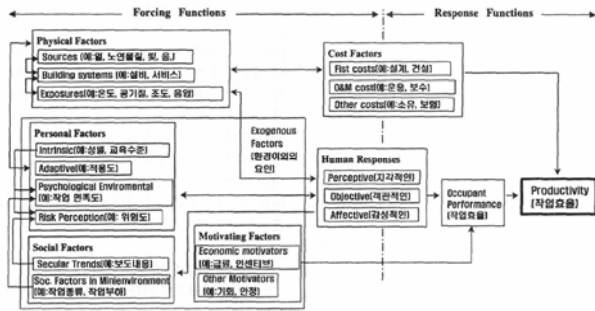 Forcing Functions
Response Functions
Physical Factors
Sources (예:열, 노연물질, 빛, 음,)
Building systems (예:설비, 서비스)
Exposures(예:온도, 공기질, 조도, 음압)
Cost Factors
Fist costs(예:설계, 건설)
O&M cost(예:운용, 보수)
Other costs(예:소유, 보험)
Exogenous
Factors
(환경이외의
요인)
Personal Factors
Intrinsic(예:성별, 교육수준)
Adaptive(예:적응도)
Psychological Enviromental
(예:작업 만족도)
Risk Perception(예: 위험도)
Human Responses
Perceptive(지각적인)
Objective(객관적인)
Affective(감성적인)
Occupant
Performance
(작업효율)
Productivity
(작업효율)
Social Factors
Secular Trends(예:보도내용)
Soc. Factors in Minienvironment
(예:작업종류, 작업부하)
Motivating Factors
Economic motivators
(예:급료, 인센티브)
Other Motivators
(예:기회, 안정)